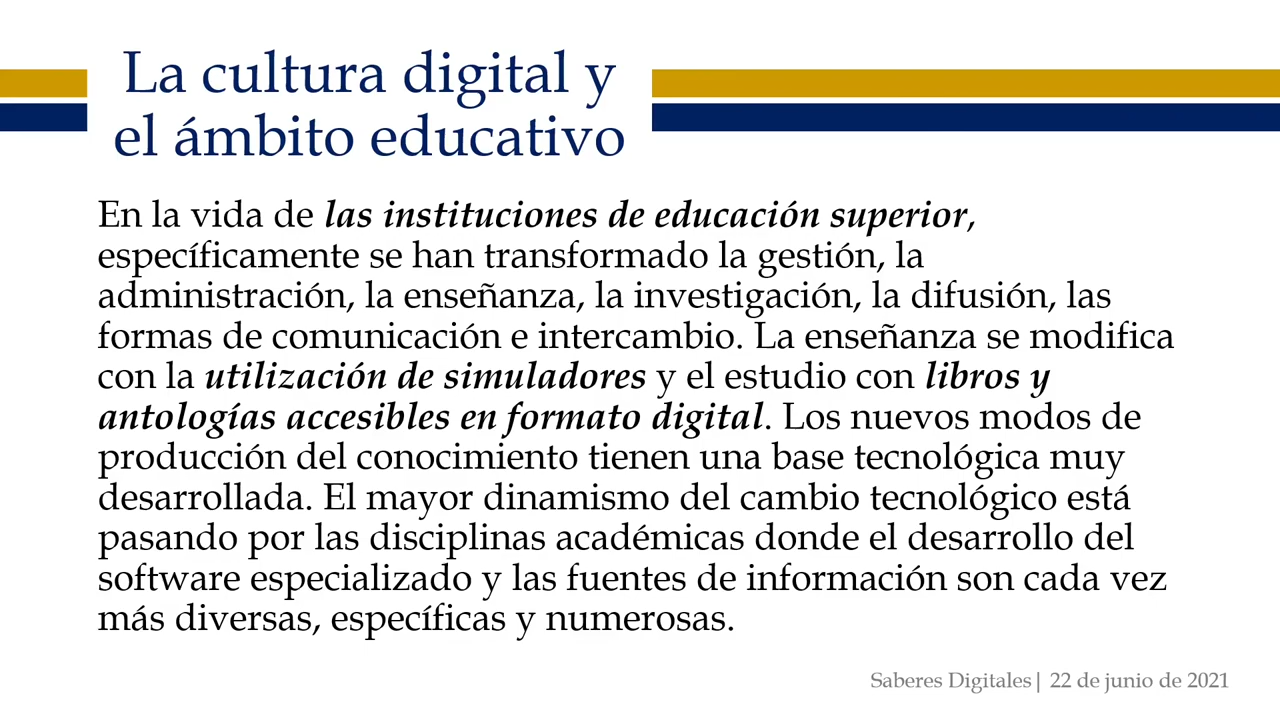 La cultura digital y
el ámbito educativo
En la vida de las instituciones de educación superior,
específicamente se han transformado la gestión, la
administración, la enseñanza, la investigación, la difusión, las
formas de comunicación e intercambio. La enseñanza se modifica
con la utilización de simuladores y el estudio con libros y
antologías accesibles en formato digital. Los nuevos modos de
producción del conocimiento tienen una base tecnológica muy
desarrollada. El mayor dinamismo del cambio tecnológico está
pasando por las disciplinas académicas donde el desarrollo del
software especializado y las fuentes de información son cada vez
más diversas, específicas y numerosas.
Saberes Digitales| 22 de junio de 2021